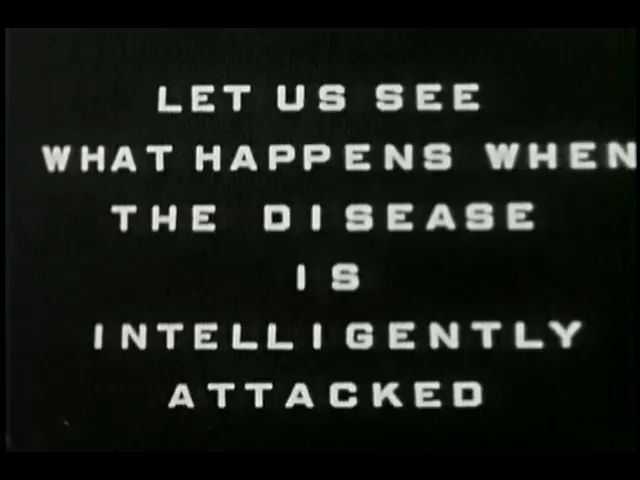 LET US SEE
WHAT HAPPENS WHEN
THE DISEASE
IS
INTELLIGENTLY
ATTACKED